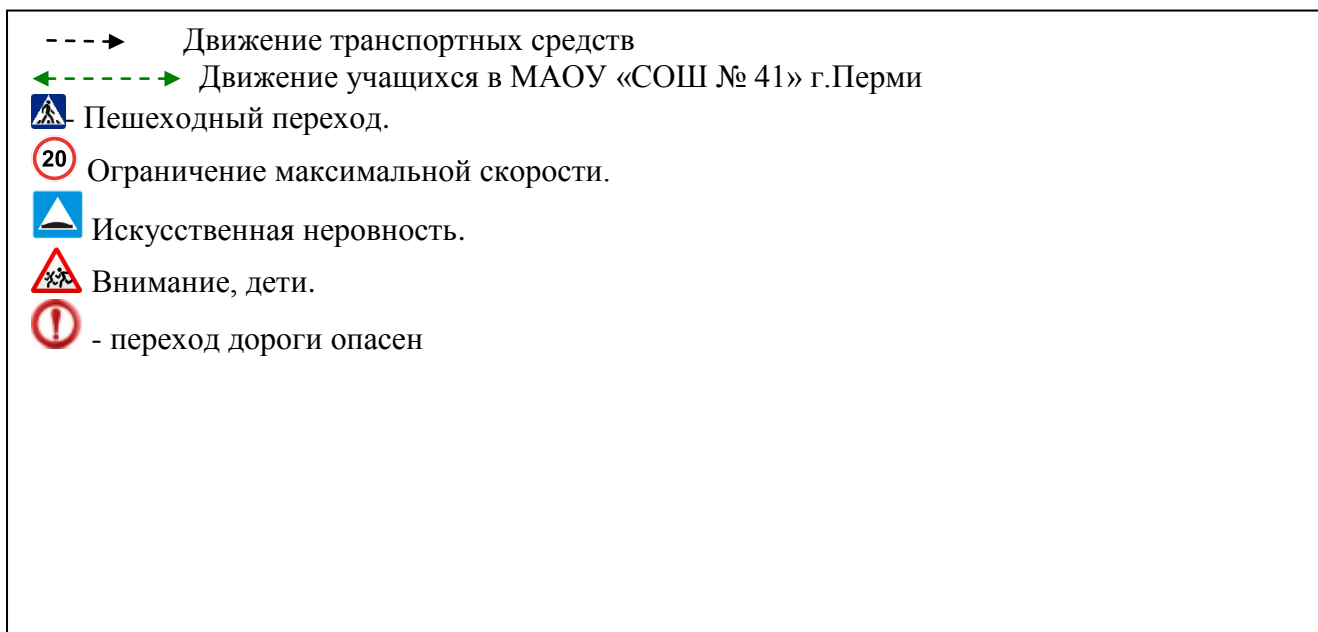 Движение транспортных средств
Движение учащихся в МАОУ «СОШ № 41» г.Перми
- Пешеходный переход.
20 Ограничение максимальной скорости.
Искусственная неровность.
Внимание, дети.
- переход дороги опасен